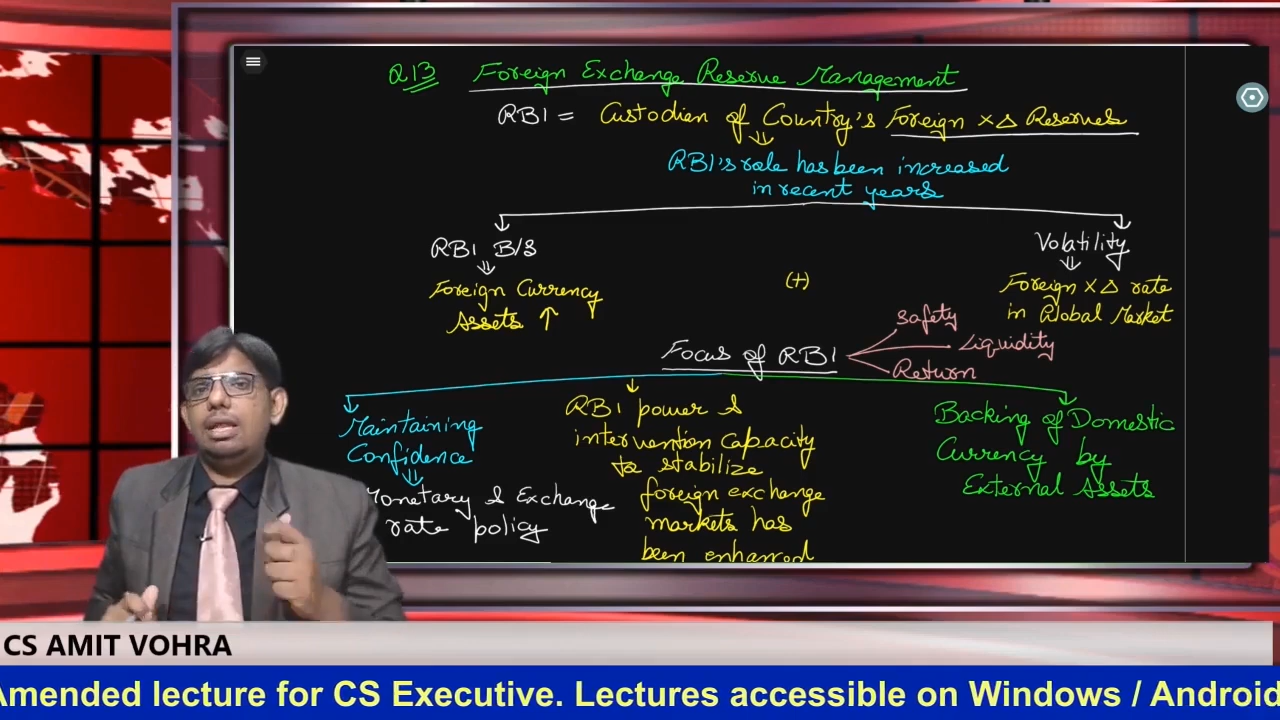 Q13 Foreign Exchange Reserve Management
RBI = Custodian of Country's Foreign X∆ Reserves
RBI's role has been increased
in recent years
RBI B/S
Foreign Currency
Assets ↑
Volatility
Foreign X∆ rate
in Global Market
(+)
Focus of RBI
Safety
Liquidity
Return
Maintaining
Confidence
Monetary & Exchange
rate policy
RBI power &
intervention capacity
to stabilize
foreign exchange
markets has
been enhanced
Backing of Domestic
Currency by
External Assets
CS AMIT VOHRA
Amended lecture for CS Executive. Lectures accessible on Windows / Android